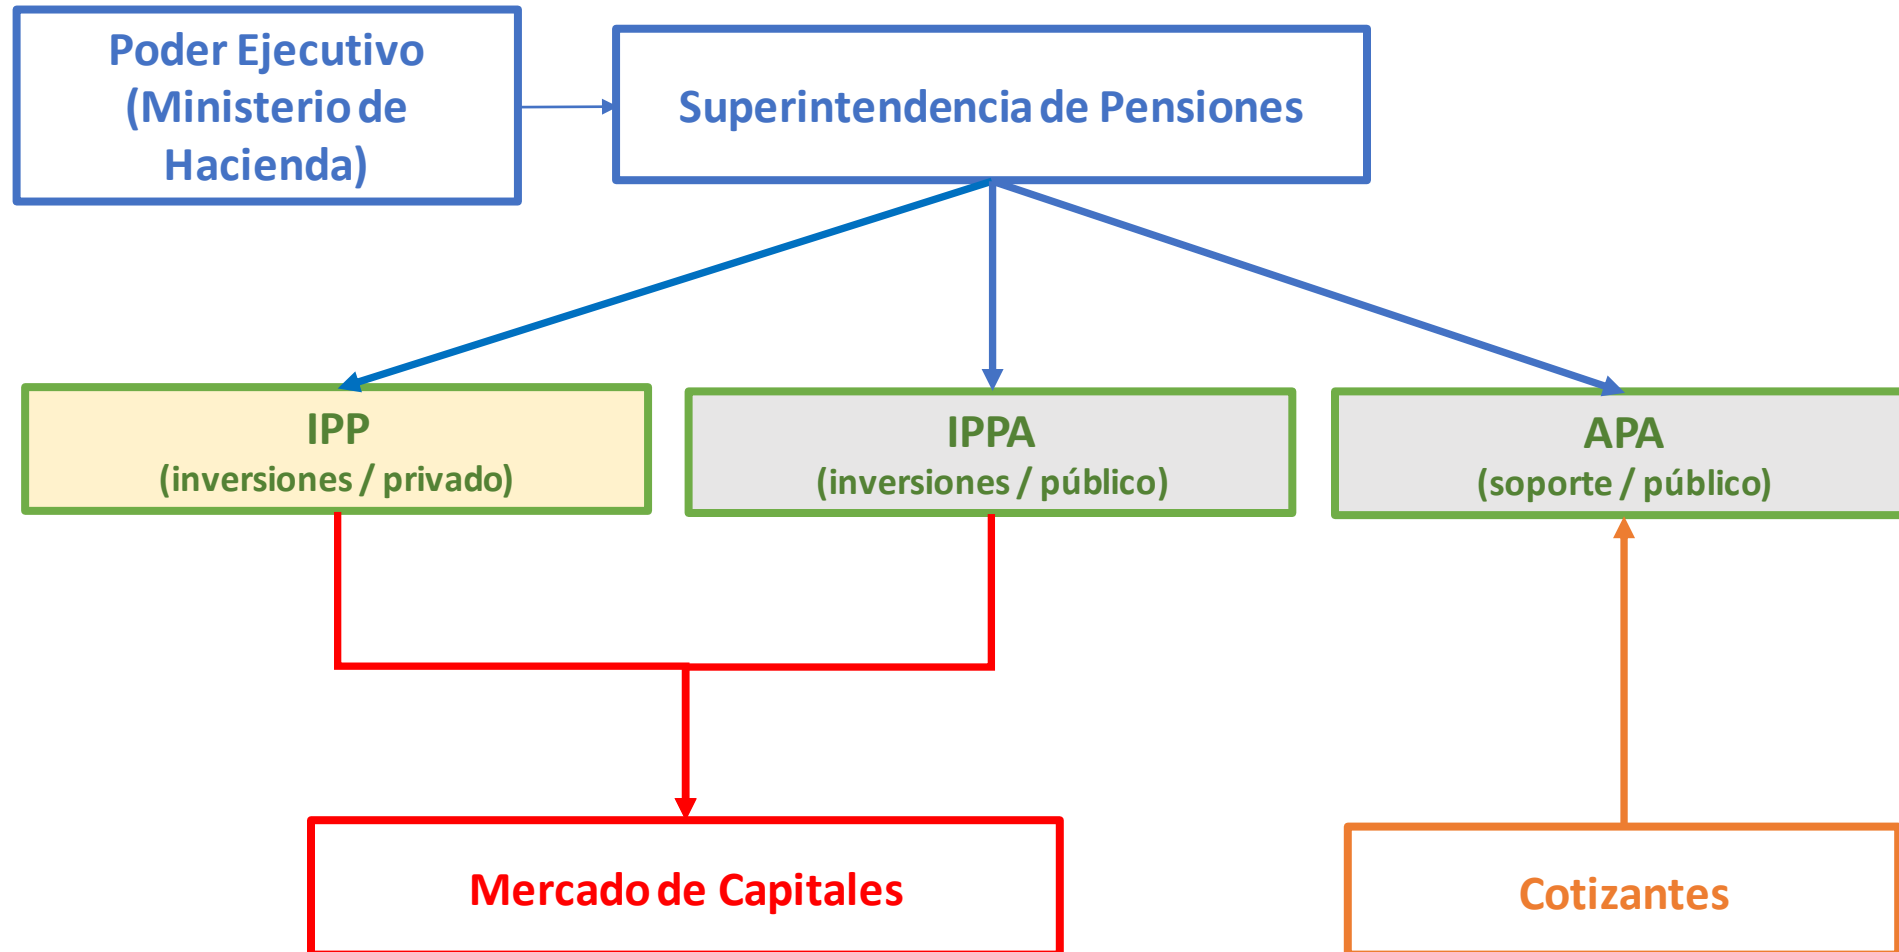 Poder Ejecutivo
(Ministerio de
Hacienda)
Superintendencia de Pensiones
IPP
(inversiones / privado)
IPPA
(inversiones / público)
APA
(soporte / público)
Mercado de Capitales
Cotizantes